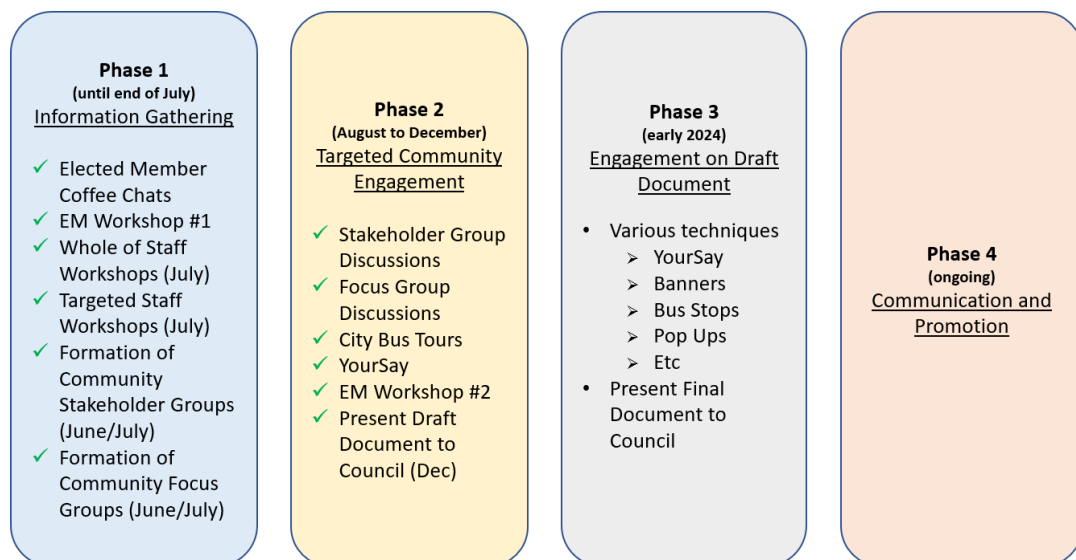 Phase 1
(until end of July)
Information Gathering
✓ Elected Member
Coffee Chats
✓ EM Workshop #1
✓ Whole of Staff
Workshops (July)
✓ Targeted Staff
Workshops (July)
✓ Formation of
Community
Stakeholder Groups
(June/July)
✓ Formation of
Community Focus
Groups (June/July)
Phase 2
(August to December)
Targeted Community
Engagement
✓ Stakeholder Group
Discussions
✓ Focus Group
Discussions
✓ City Bus Tours
✓ YourSay
✓ EM Workshop #2
✓ Present Draft
Document to
Council (Dec)
Phase 3
(early 2024)
Engagement on Draft
Document
• Various techniques
➢ YourSay
➢ Banners
➢ Bus Stops
➢ Pop Ups
➢ Etc
• Present Final
Document to
Council
Phase 4
(ongoing)
Communication and
Promotion